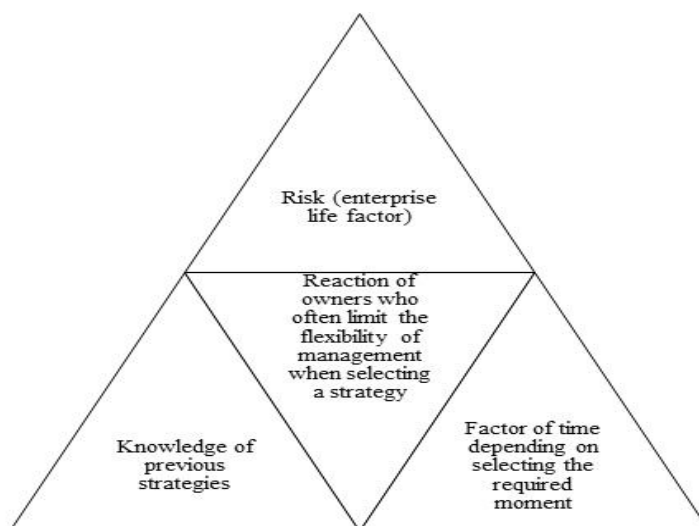 Risk (enterprise
life factor)
Reaction of
owners who
often limit the
flexibility of
management
when selecting
a strategy
Knowledge of
previous
strategies
Factor of time
depending on
selecting the
required
moment